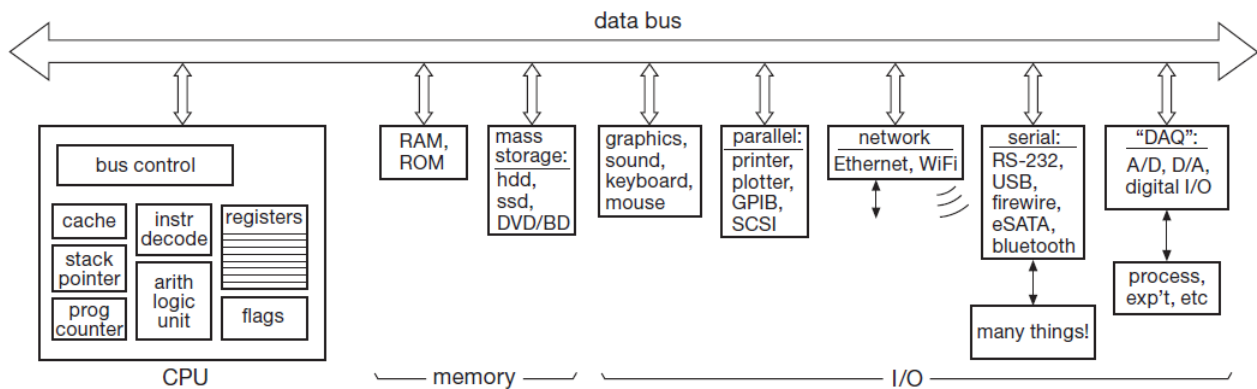 data bus
bus control
cache
stack
pointer
prog
counter
instr
decode
arith
logic
unit
registers
flags
CPU
RAM,
ROM
mass
storage:
hdd,
ssd,
DVD/BD
memory
graphics,
sound,
keyboard,
mouse
parallel:
printer,
plotter,
GPIB,
SCSI
network
Ethernet, WiFi
serial:
RS-232,
USB,
firewire,
eSATA,
bluetooth
many things!
“DAQ”:
A/D, D/A,
digital I/O
process,
exp't, etc
I/O